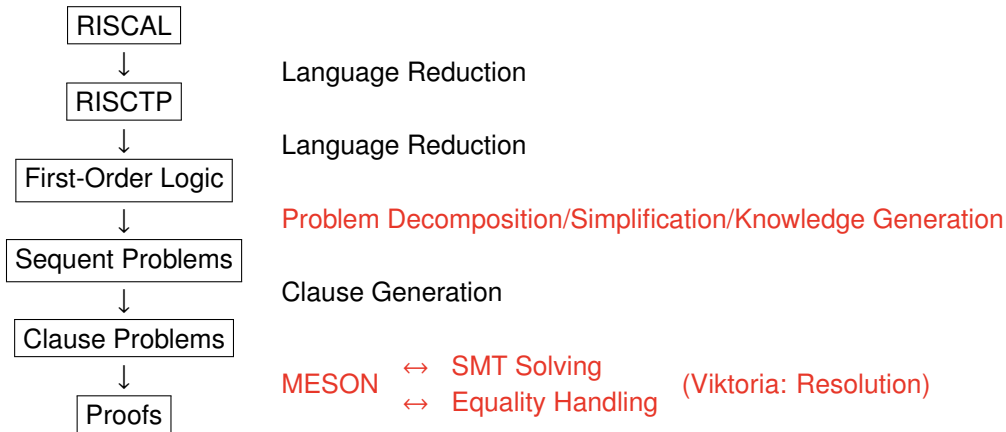 RISCAL
↓
Language Reduction
RISCTP
↓
Language Reduction
First-Order Logic
↓
Problem Decomposition/Simplification/Knowledge Generation
Sequent Problems
↓
Clause Generation
Clause Problems
↓
MESON ↔ SMT Solving (Viktoria: Resolution)
↔ Equality Handling
Proofs